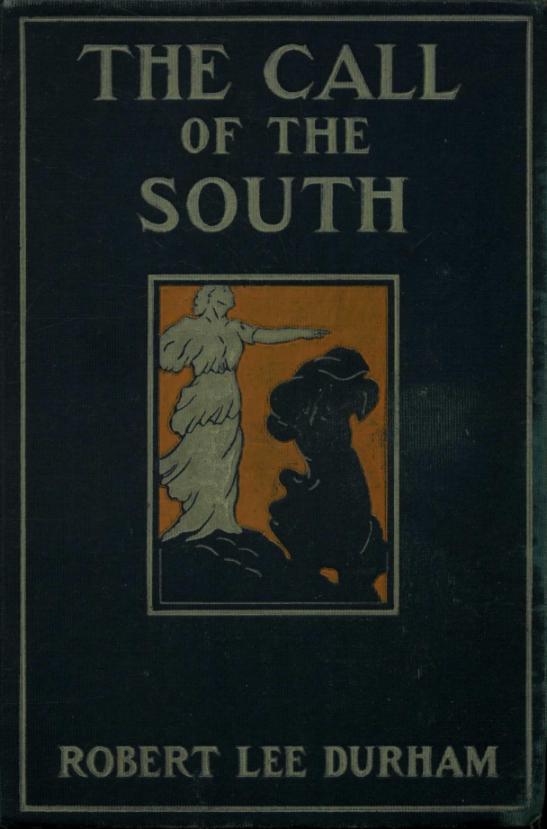 THE CALL
OF THE
SOUTH
ROBERT LEE DURHAM